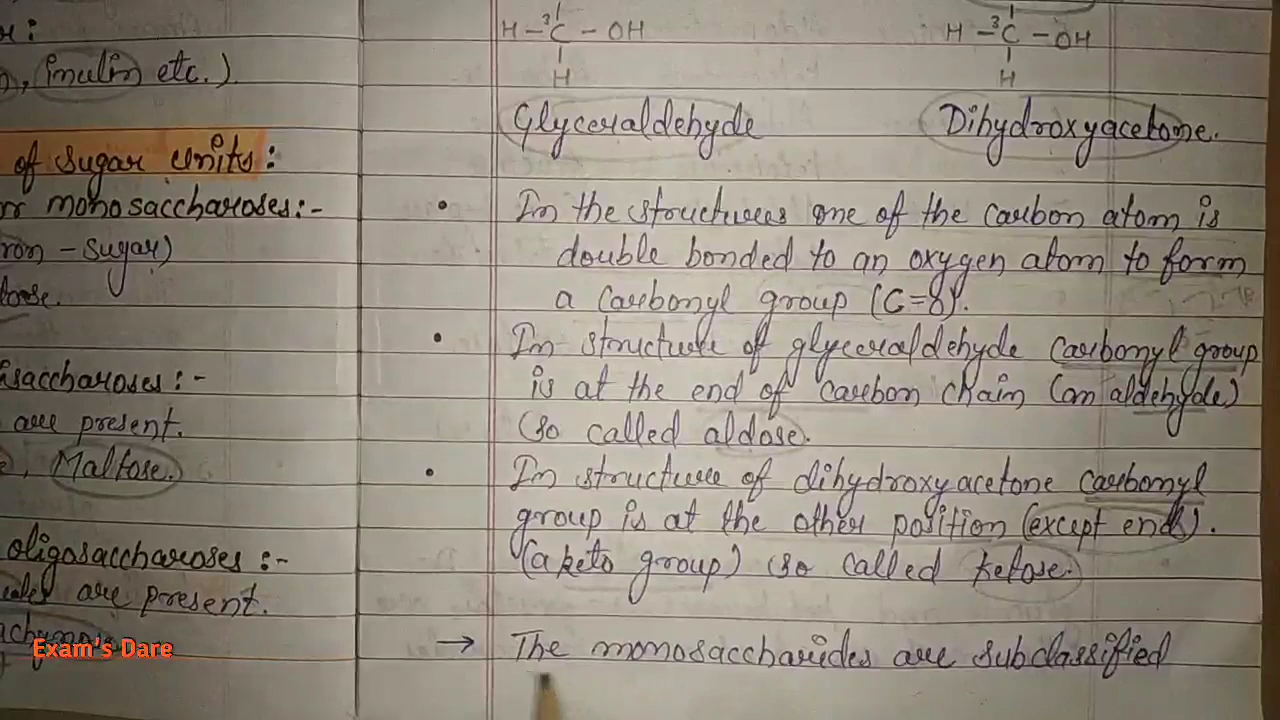 inulin etc.)
of sugar units:
monosaccharoses:-
- sugar)
saccharoses:-
are present.
Maltose.
oligosaccharoses:-
are present.
Exam's Dare
H - ³C - OH
H
Glyceraldehyde
H - ³C - OH
H
Dihydroxyacetone.
• In the structures one of the carbon atom is
double bonded to an oxygen atom to form
a carbonyl group (C=O).
• In structure of glyceraldehyde carbonyl group
is at the end of carbon chain (an aldehyde)
so called aldose.
• In structure of dihydroxyacetone carbonyl
group is at the other position (except ends).
(a keto group) so called ketose.
→ The monosaccharides are subclassified